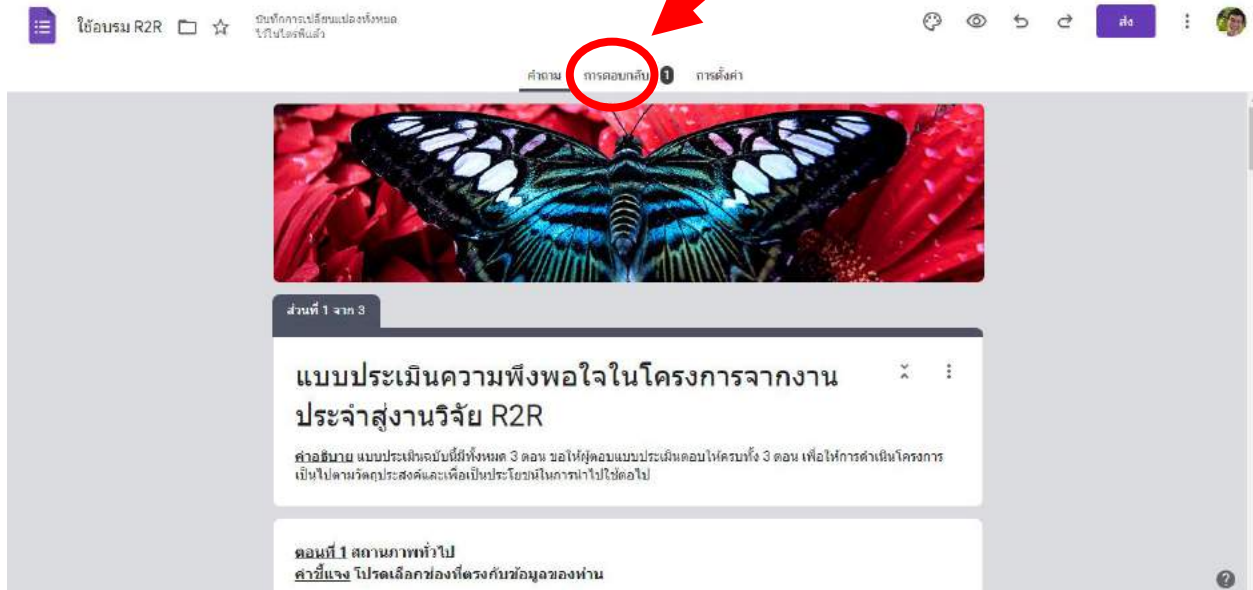 ใช้อบรม R2R
บันทึกการเปลี่ยนแปลงทั้งหมด
ไว้ในไดรฟ์แล้ว
ส่ง
คำถาม การตอบกลับ 1 การตั้งค่า
ส่วนที่ 1 จาก 3
แบบประเมินความพึงพอใจในโครงการจากงาน
ประจำสู่งานวิจัย R2R
คำอธิบาย แบบประเมินฉบับนี้มีทั้งหมด 3 ตอน ขอให้ผู้ตอบแบบประเมินตอบให้ครบทั้ง 3 ตอน เพื่อให้การดำเนินโครงการ
เป็นไปตามวัตถุประสงค์และเพื่อเป็นประโยชน์ในการนำไปใช้ต่อไป
ตอนที่ 1 สถานภาพทั่วไป
คำชี้แจง โปรดเลือกช่องที่ตรงกับข้อมูลของท่าน